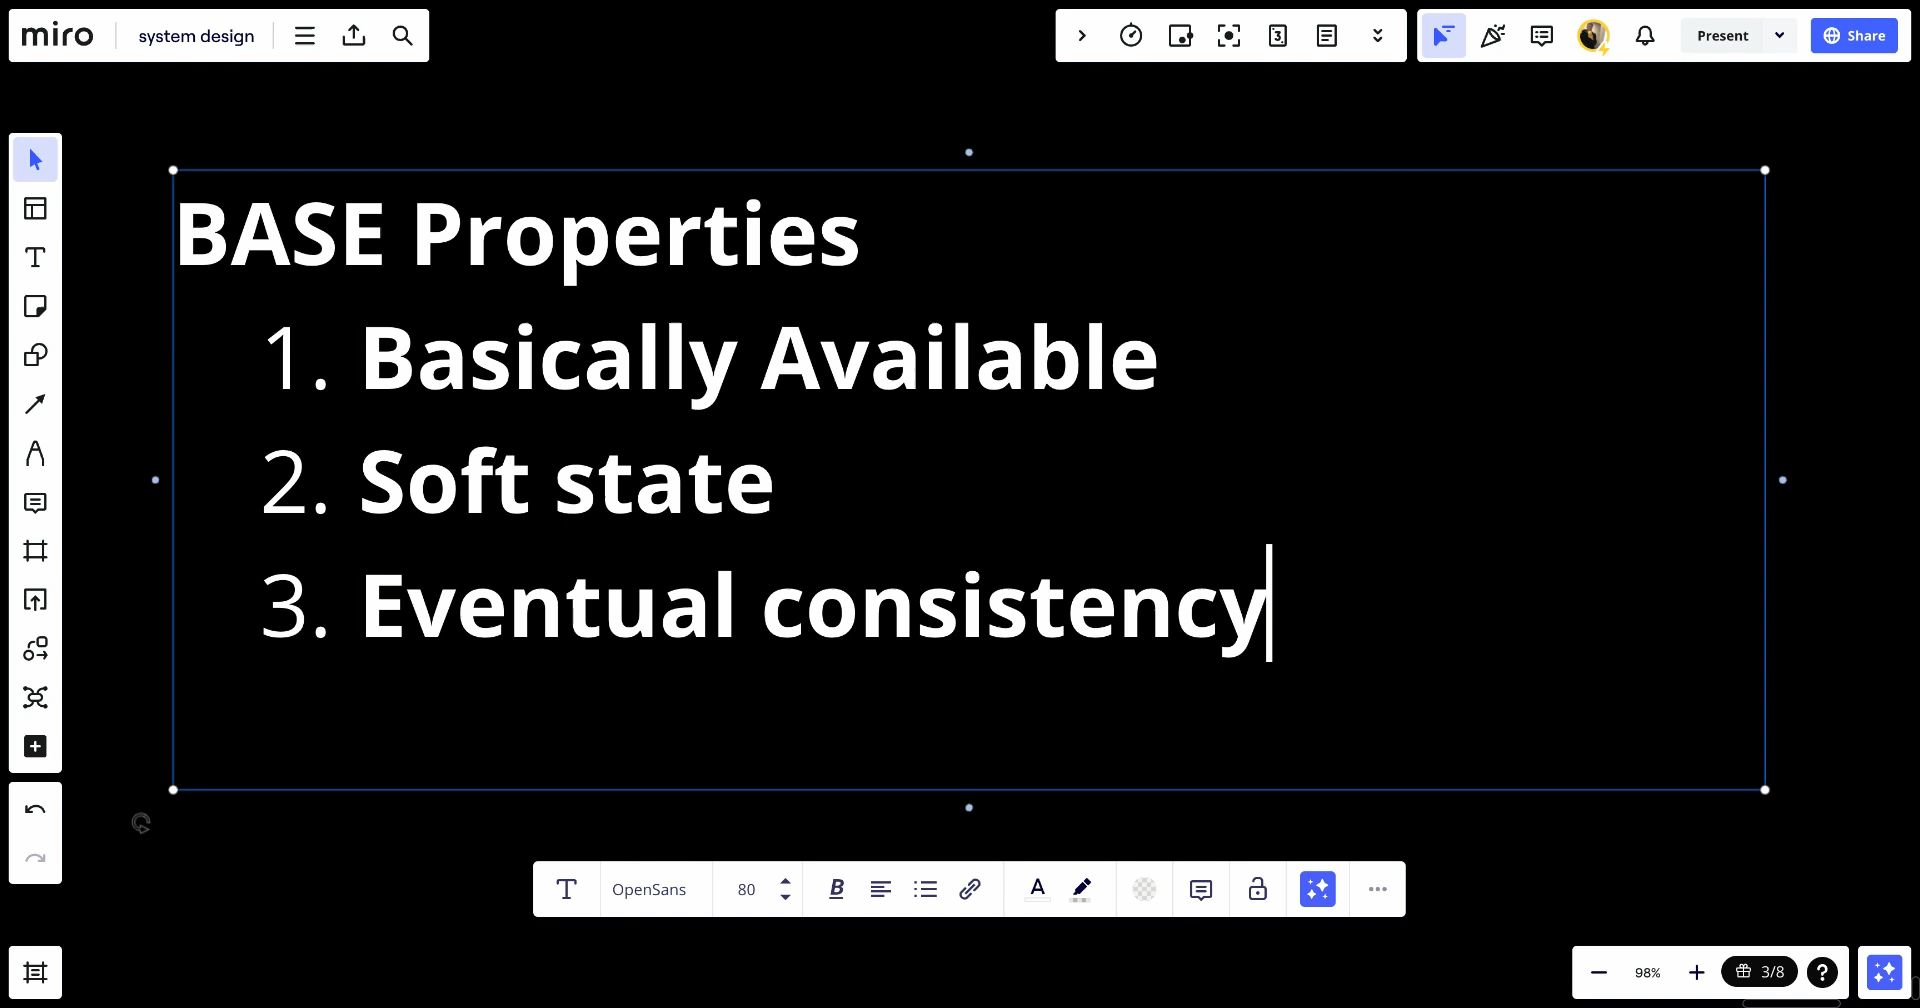 miro
system design
Present
Share
BASE Properties
1. Basically Available
2. Soft state
3. Eventual consistency
OpenSans
80
B
A
98%
3/8
?